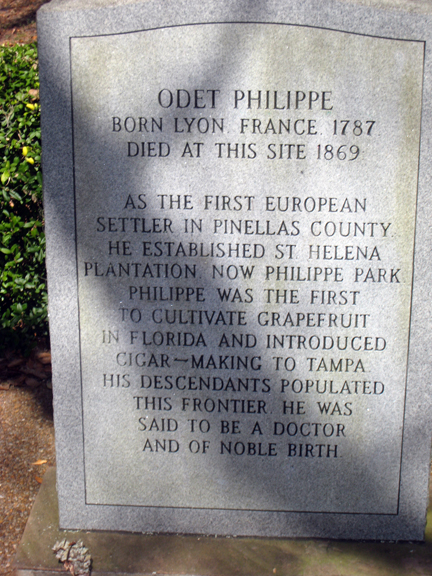 ODET PHILIPPE
BORN LYON, FRANCE, 1787
DIED AT THIS SITE 1869
AS THE FIRST EUROPEAN
SETTLER IN PINELLAS COUNTY,
HE ESTABLISHED ST. HELENA
PLANTATION, NOW PHILIPPE PARK.
PHILIPPE WAS THE FIRST
TO CULTIVATE GRAPEFRUIT
IN FLORIDA AND INTRODUCED
CIGAR-MAKING TO TAMPA.
HIS DESCENDANTS POPULATED
THIS FRONTIER. HE WAS
SAID TO BE A DOCTOR
AND OF NOBLE BIRTH.